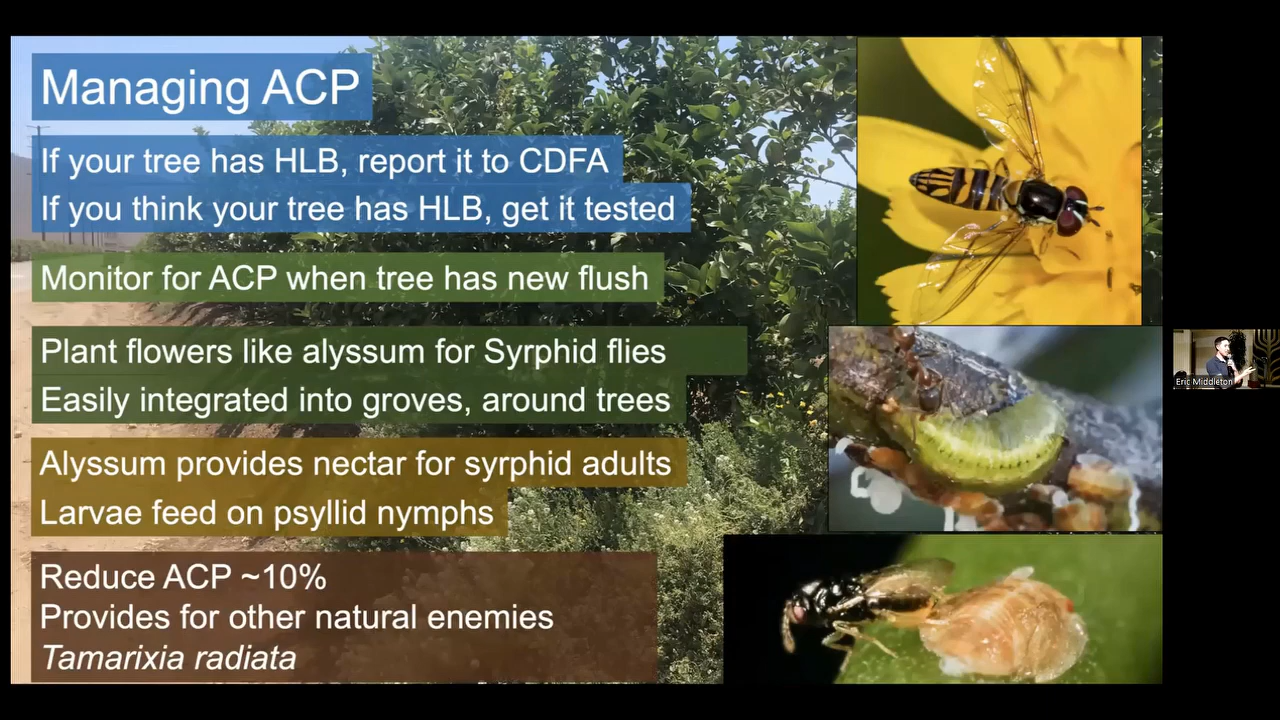 Managing ACP
If your tree has HLB, report it to CDFA
If you think your tree has HLB, get it tested
Monitor for ACP when tree has new flush
Plant flowers like alyssum for Syrphid flies
Easily integrated into groves, around trees
Alyssum provides nectar for syrphid adults
Larvae feed on psyllid nymphs
Reduce ACP ~10%
Provides for other natural enemies
Tamarixia radiata
Eric Middleton